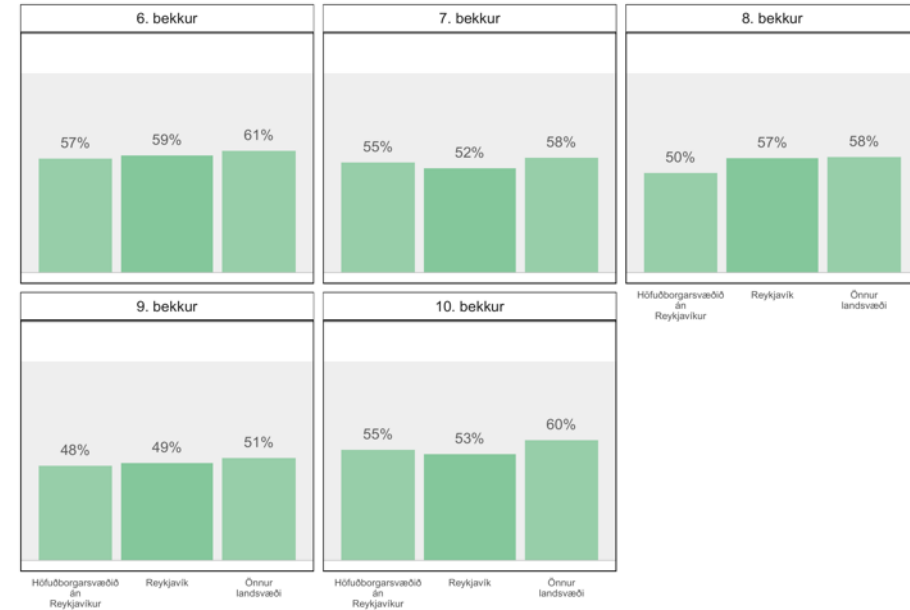 6. bekkur
57%
59%
61%
7. bekkur
55%
52%
58%
8. bekkur
50%
57%
58%
Höfuðborgarsvæðið
án
Reykjavíkur
Reykjavík
Önnur
landsvæði
9. bekkur
48%
49%
51%
Höfuðborgarsvæðið
án
Reykjavíkur
Reykjavík
Önnur
landsvæði
10. bekkur
55%
53%
60%
Höfuðborgarsvæðið
án
Reykjavíkur
Reykjavík
Önnur
landsvæði